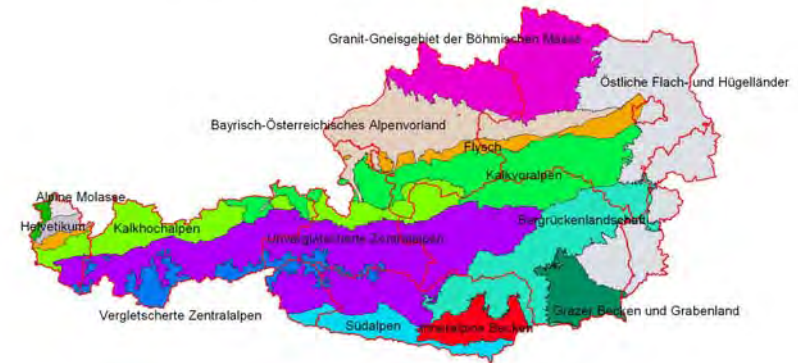 Granit-Gneisgebiet der Böhmischen Masse
Östliche Flach- und Hügelländer
Bayrisch-Österreichisches Alpenvorland
Flysch
Kalkvoralpen
Alpine Molasse
Helvetikum
Kalkhochalpen
Bergrückenlandschaft
Unvergletscherte Zentralalpen
Vergletscherte Zentralalpen
Südalpen
Inneralpine Becken
Grazer Becken und Grabenland